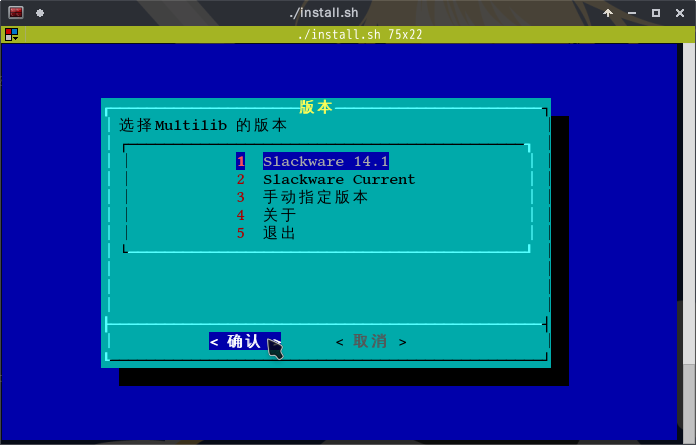 ./install.sh
./install.sh 75x22
版本
选择Multilib 的版本
1 Slackware 14.1
2 Slackware Current
3 手动指定版本
4 关于
5 退出
< 确认 > < 取消 >